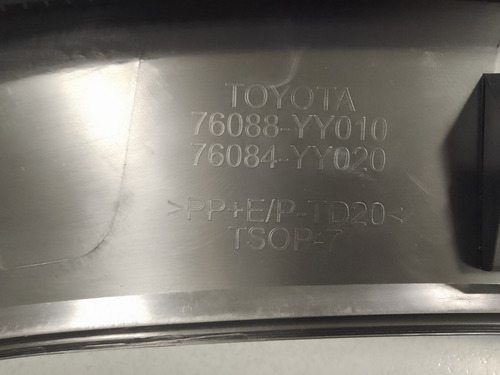 TOYOTA
76088-YY010
76084-YY020
>PP+E/P-TD20<
TSOP-7